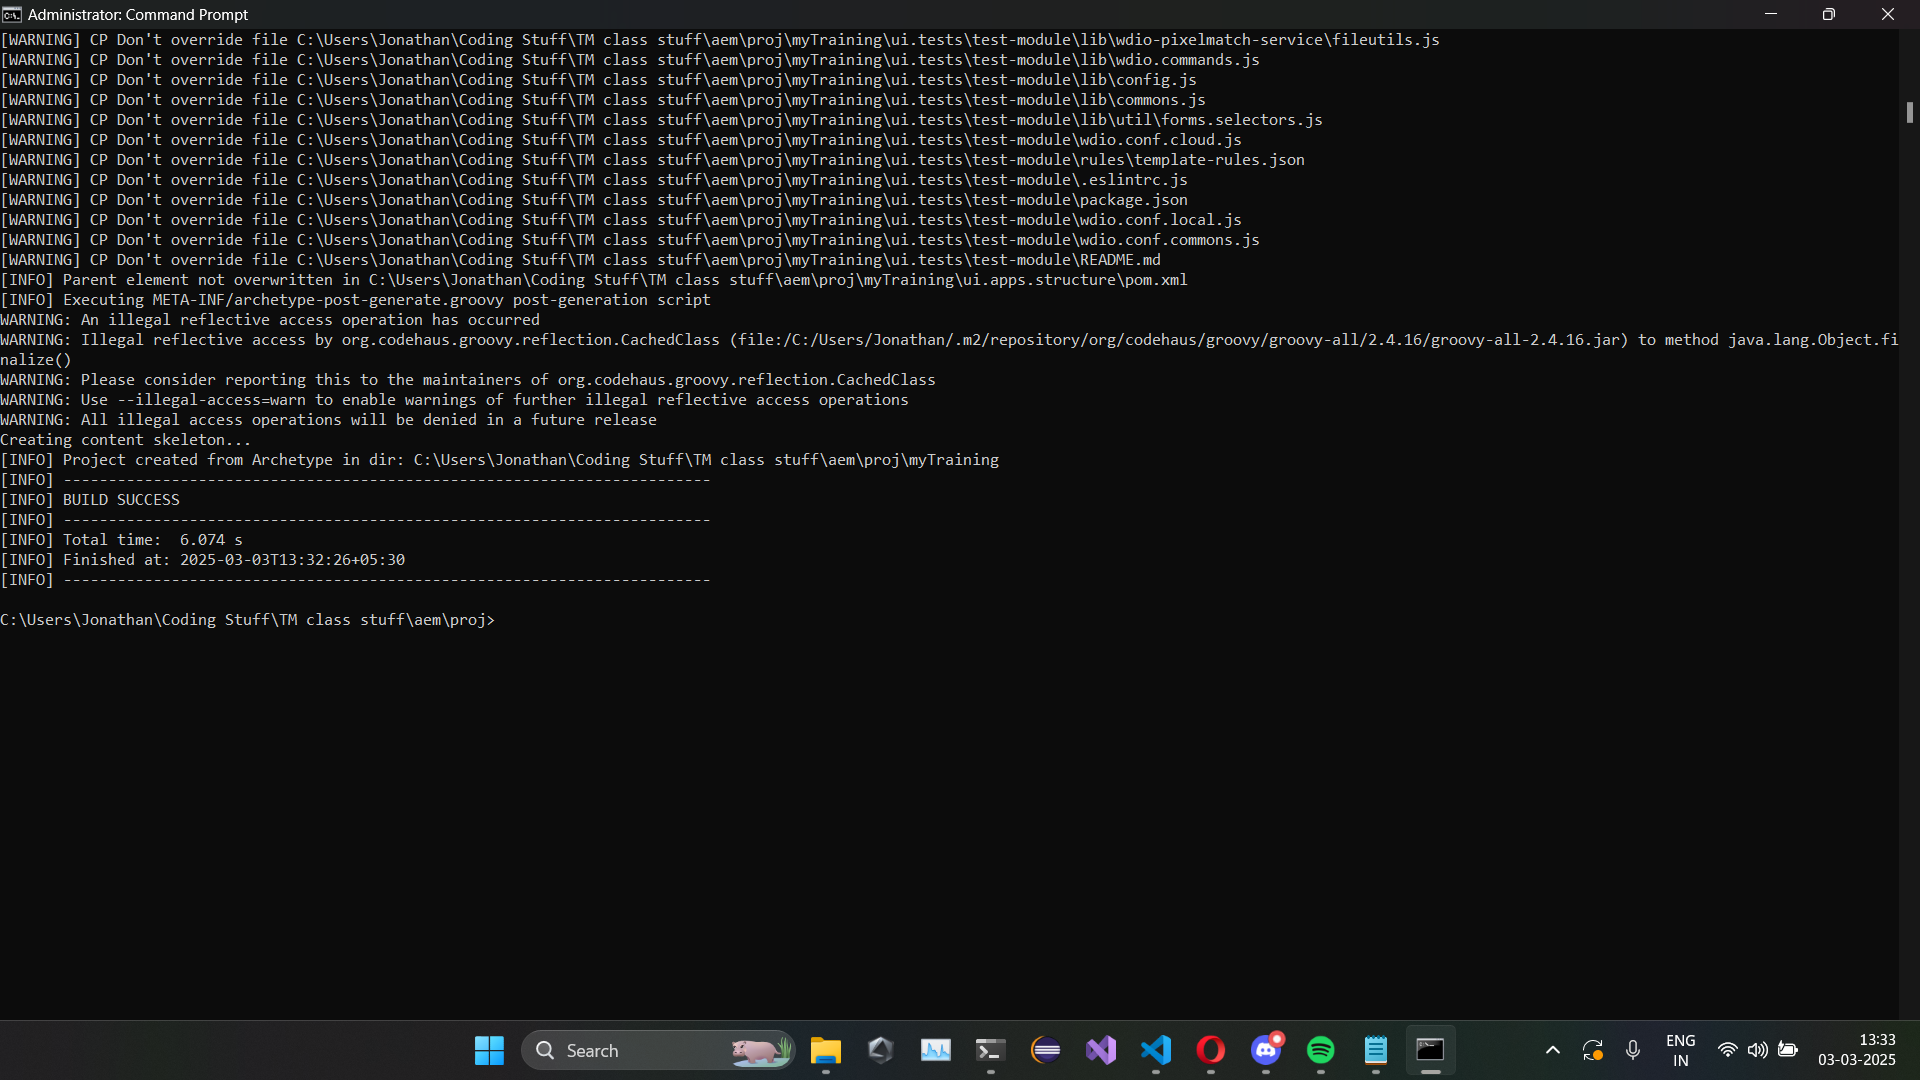 Administrator: Command Prompt
[WARNING] CP Don't override file C:\Users\Jonathan\Coding Stuff\TM class stuff\aem\proj\myTraining\ui.tests\test-module\lib\wdio-pixelmatch-service\fileutils.js
[WARNING] CP Don't override file C:\Users\Jonathan\Coding Stuff\TM class stuff\aem\proj\myTraining\ui.tests\test-module\lib\wdio.commands.js
[WARNING] CP Don't override file C:\Users\Jonathan\Coding Stuff\TM class stuff\aem\proj\myTraining\ui.tests\test-module\lib\config.js
[WARNING] CP Don't override file C:\Users\Jonathan\Coding Stuff\TM class stuff\aem\proj\myTraining\ui.tests\test-module\lib\commons.js
[WARNING] CP Don't override file C:\Users\Jonathan\Coding Stuff\TM class stuff\aem\proj\myTraining\ui.tests\test-module\lib\util\forms.selectors.js
[WARNING] CP Don't override file C:\Users\Jonathan\Coding Stuff\TM class stuff\aem\proj\myTraining\ui.tests\test-module\wdio.conf.cloud.js
[WARNING] CP Don't override file C:\Users\Jonathan\Coding Stuff\TM class stuff\aem\proj\myTraining\ui.tests\test-module\rules\template-rules.json
[WARNING] CP Don't override file C:\Users\Jonathan\Coding Stuff\TM class stuff\aem\proj\myTraining\ui.tests\test-module\.eslintrc.js
[WARNING] CP Don't override file C:\Users\Jonathan\Coding Stuff\TM class stuff\aem\proj\myTraining\ui.tests\test-module\package.json
[WARNING] CP Don't override file C:\Users\Jonathan\Coding Stuff\TM class stuff\aem\proj\myTraining\ui.tests\test-module\wdio.conf.local.js
[WARNING] CP Don't override file C:\Users\Jonathan\Coding Stuff\TM class stuff\aem\proj\myTraining\ui.tests\test-module\wdio.conf.commons.js
[WARNING] CP Don't override file C:\Users\Jonathan\Coding Stuff\TM class stuff\aem\proj\myTraining\ui.tests\test-module\README.md
[INFO] Parent element not overwritten in C:\Users\Jonathan\Coding Stuff\TM class stuff\aem\proj\myTraining\ui.apps.structure\pom.xml
[INFO] Executing META-INF/archetype-post-generate.groovy post-generation script
WARNING: An illegal reflective access operation has occurred
WARNING: Illegal reflective access by org.codehaus.groovy.reflection.CachedClass (file:/C:/Users/Jonathan/.m2/repository/org/codehaus/groovy/groovy-all/2.4.16/groovy-all-2.4.16.jar) to method java.lang.Object.fi
nalize()
WARNING: Please consider reporting this to the maintainers of org.codehaus.groovy.reflection.CachedClass
WARNING: Use --illegal-access=warn to enable warnings of further illegal reflective access operations
WARNING: All illegal access operations will be denied in a future release
Creating content skeleton...
[INFO] Project created from Archetype in dir: C:\Users\Jonathan\Coding Stuff\TM class stuff\aem\proj\myTraining
[INFO] ------------------------------------------------------------------------
[INFO] BUILD SUCCESS
[INFO] ------------------------------------------------------------------------
[INFO] Total time:  6.074 s
[INFO] Finished at: 2025-03-03T13:32:26+05:30
[INFO] ------------------------------------------------------------------------
C:\Users\Jonathan\Coding Stuff\TM class stuff\aem\proj>
Search
ENG
IN
13:33
03-03-2025